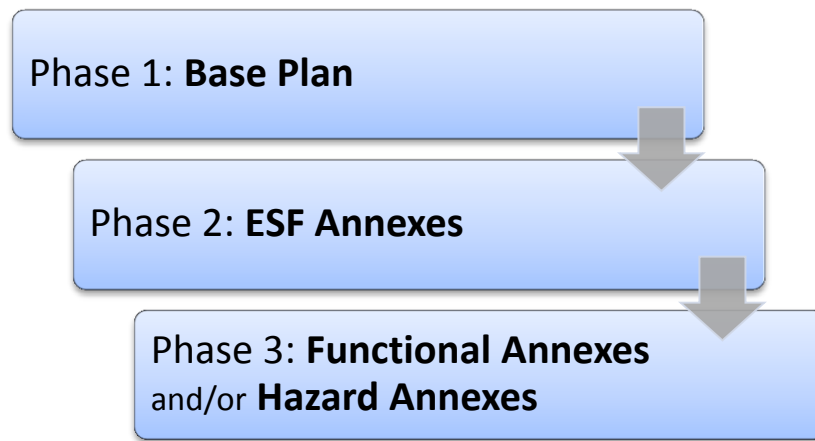 Phase 1: Base Plan
Phase 2: ESF Annexes
Phase 3: Functional Annexes
and/or Hazard Annexes